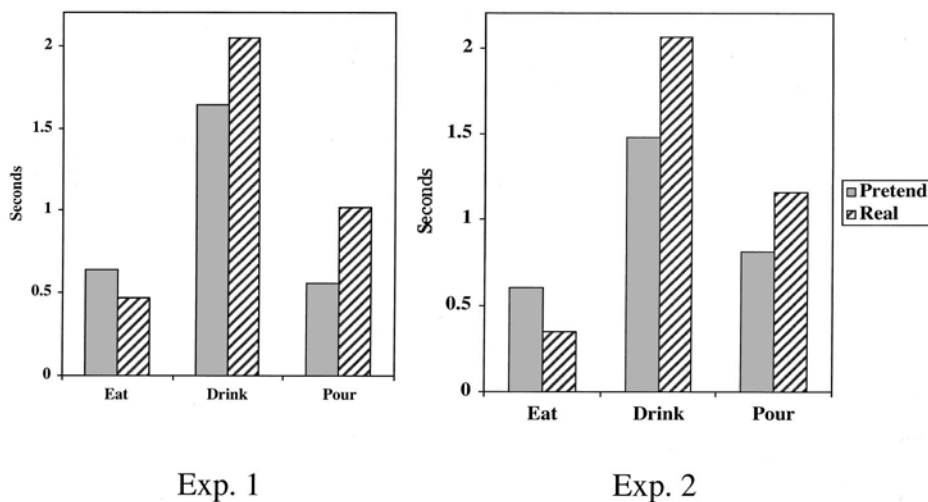 Seconds
2
1.5
1
0.5
0
Eat Drink Pour
Exp. 1
Seconds
2
1.5
1
0.5
0
Eat Drink Pour
Exp. 2
Pretend
Real